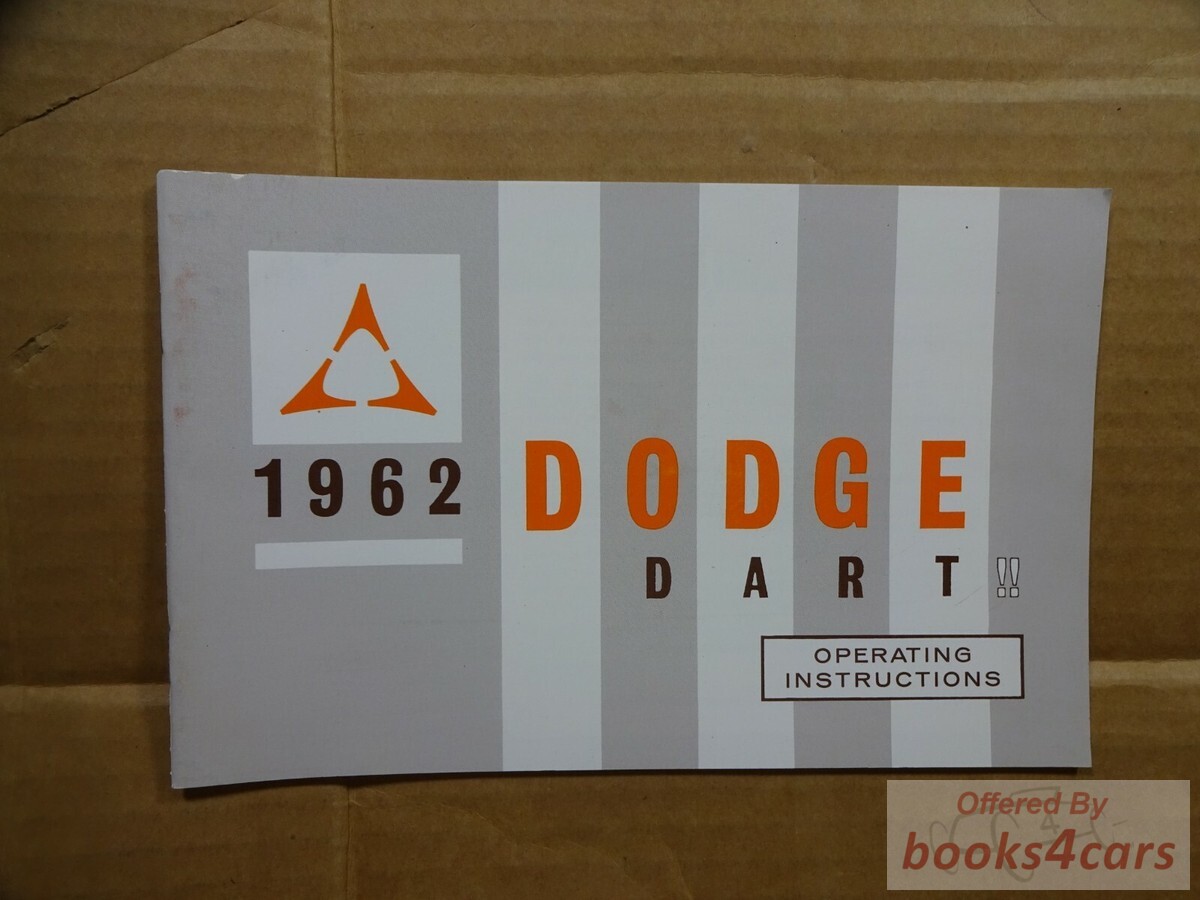 1962
DODGE
DART!!
OPERATING
INSTRUCTIONS
Offered By
books4cars